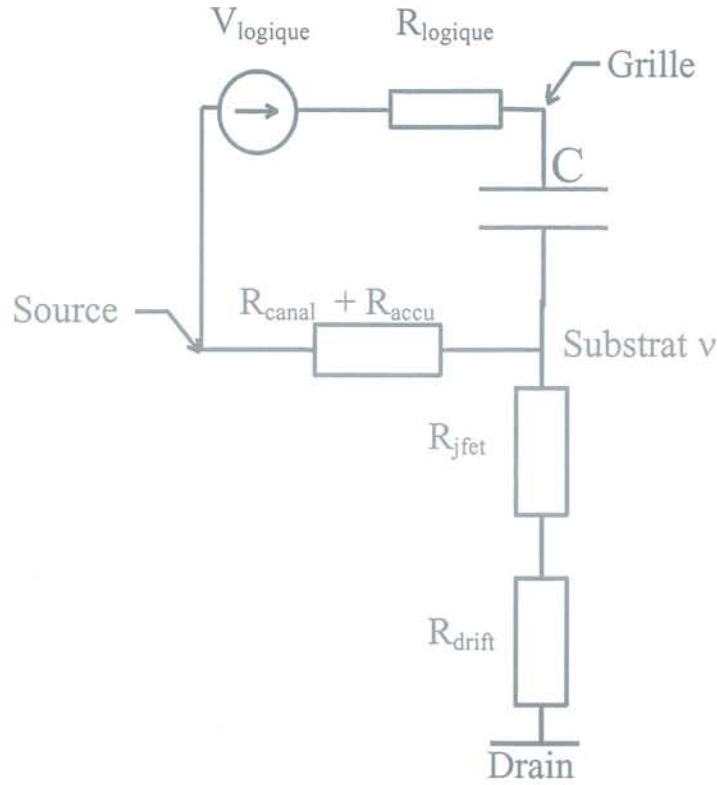 V_logique
R_logique
Grille
C
Source
R_canal + R_accu
Substrat ν
R_jfet
R_drift
Drain